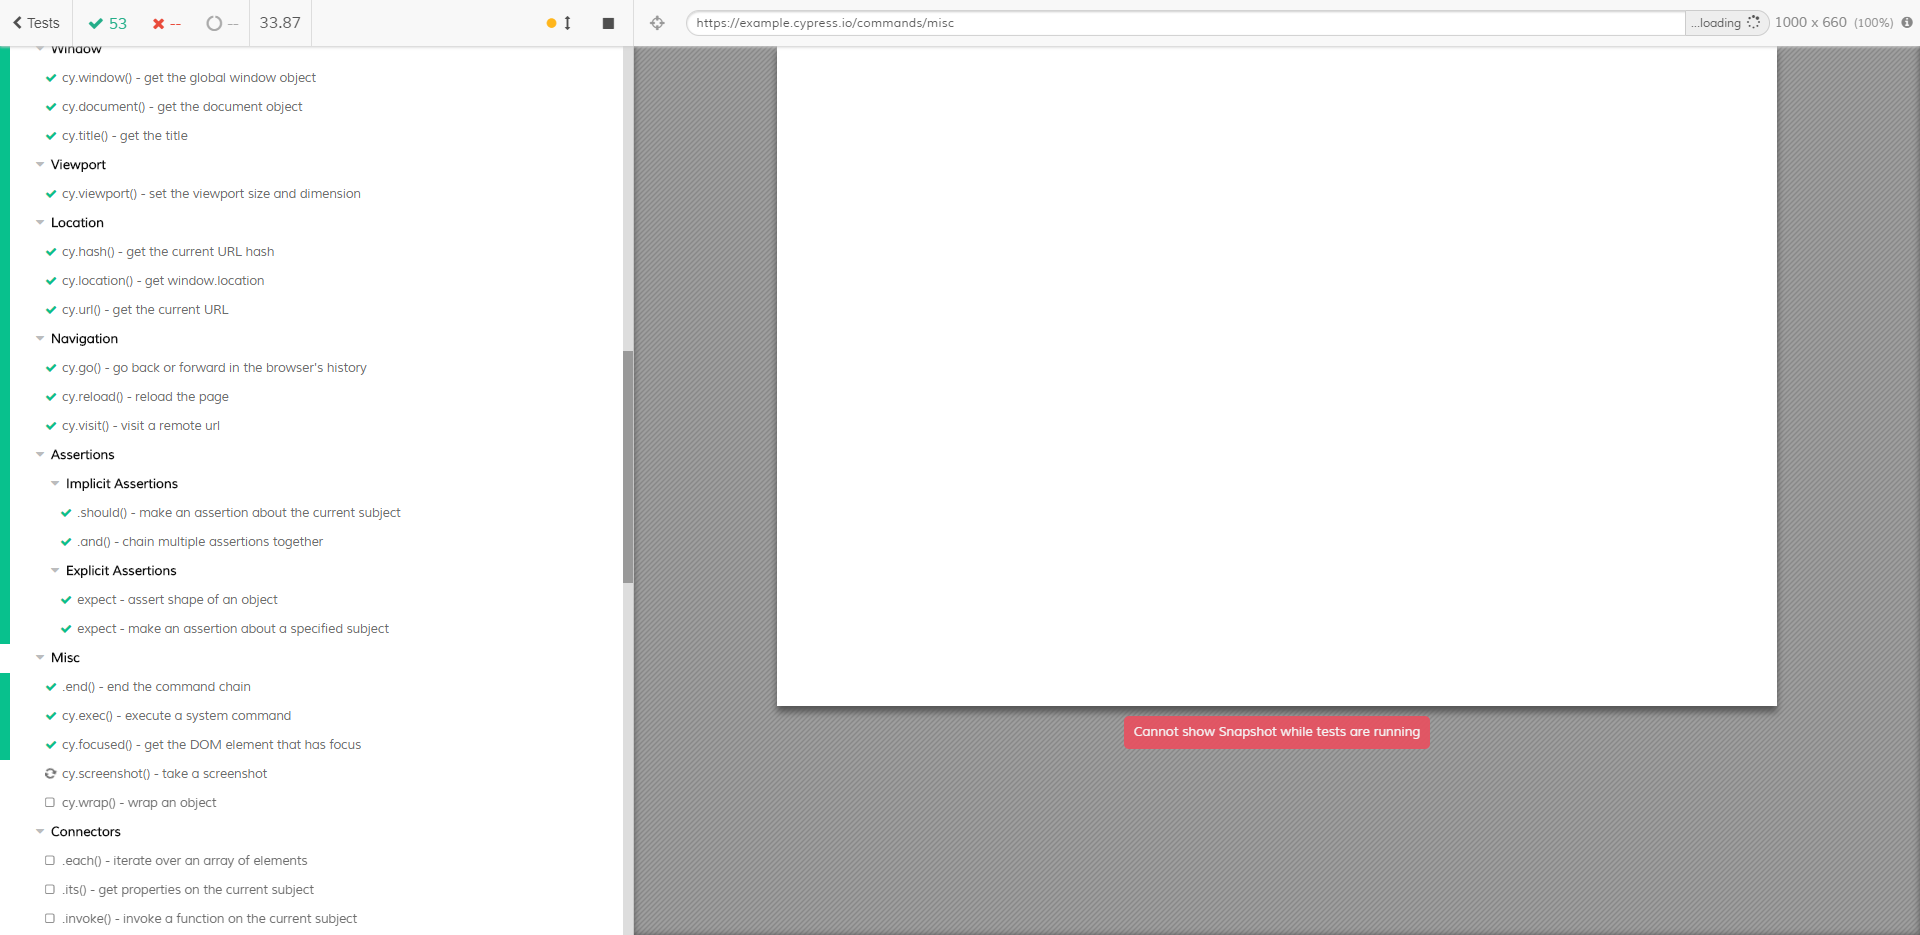 Tests 53 -- -- 33.87
https://example.cypress.io/commands/misc ...loading 1000 x 660 (100%)
Window
cy.window() - get the global window object
cy.document() - get the document object
cy.title() - get the title
Viewport
cy.viewport() - set the viewport size and dimension
Location
cy.hash() - get the current URL hash
cy.location() - get window.location
cy.url() - get the current URL
Navigation
cy.go() - go back or forward in the browser's history
cy.reload() - reload the page
cy.visit() - visit a remote url
Assertions
Implicit Assertions
.should() - make an assertion about the current subject
.and() - chain multiple assertions together
Explicit Assertions
expect - assert shape of an object
expect - make an assertion about a specified subject
Misc
.end() - end the command chain
cy.exec() - execute a system command
cy.focused() - get the DOM element that has focus
cy.screenshot() - take a screenshot
cy.wrap() - wrap an object
Connectors
.each() - iterate over an array of elements
.its() - get properties on the current subject
.invoke() - invoke a function on the current subject
Cannot show Snapshot while tests are running